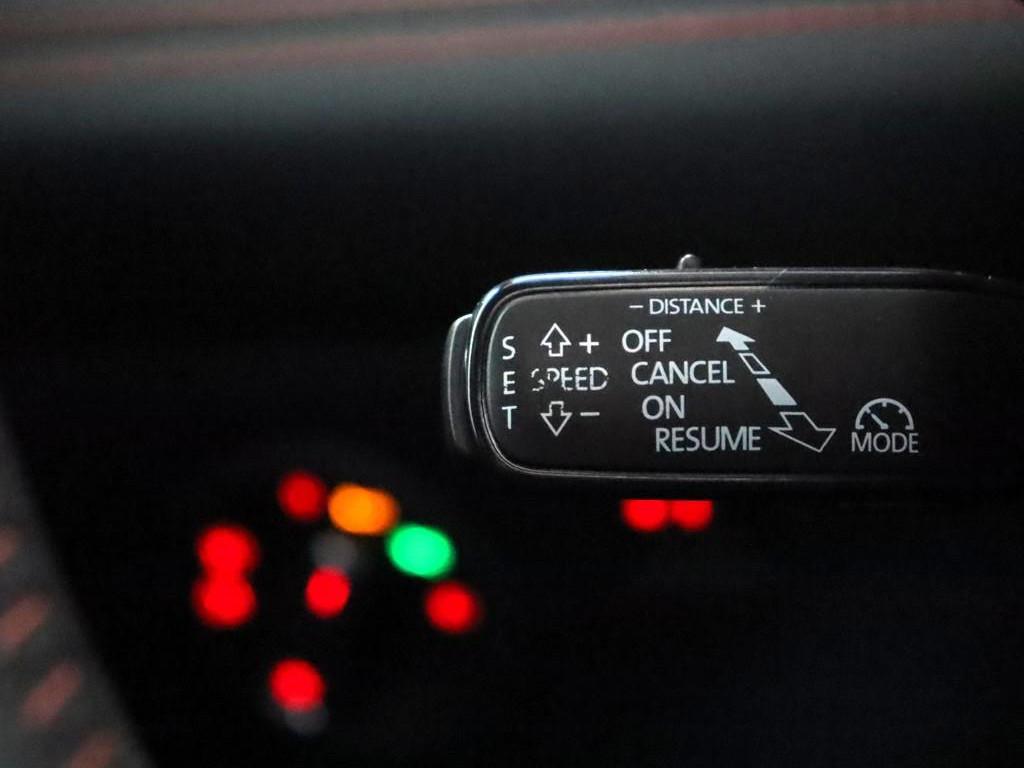 - DISTANCE +
S
E
T
+
SPEED
-
OFF
CANCEL
ON
RESUME
MODE